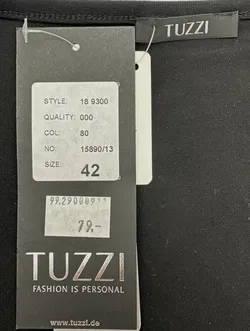 TUZZI
STYLE: 18 9300
QUALITY: 000
COL: 80
NO: 15890/13
SIZE: 42
79,-
TUZZI
FASHION IS PERSONAL
www.tuzzi.de